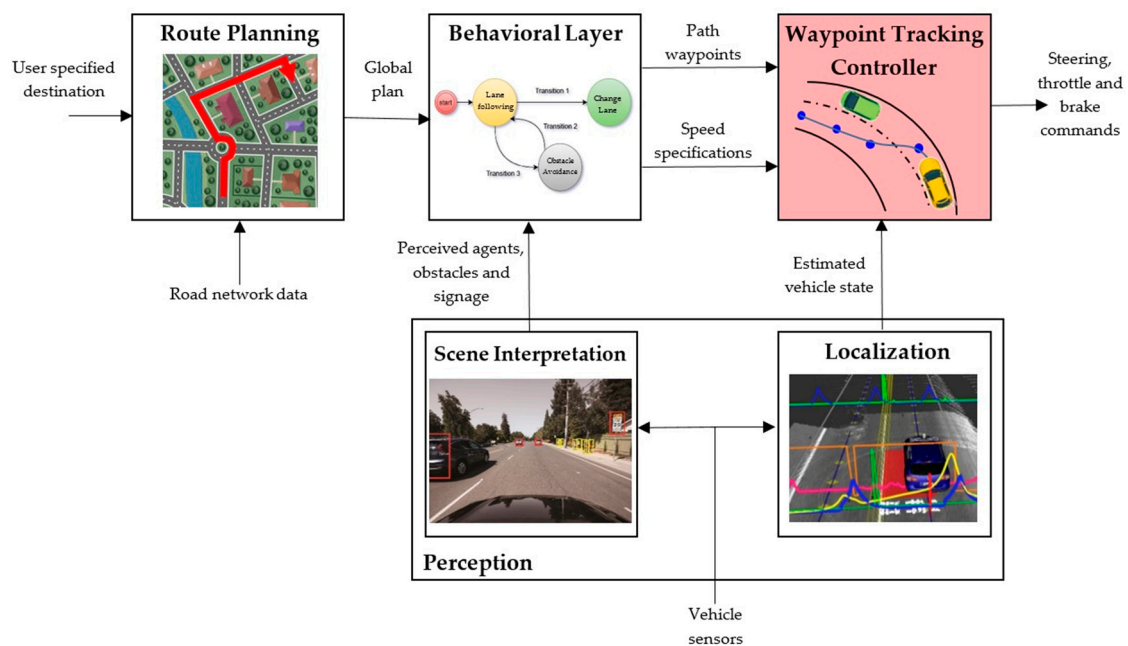 Route Planning
Behavioral Layer
Waypoint Tracking
Controller
User specified
destination
Global
plan
Path
waypoints
Speed
specifications
Steering,
throttle and
brake
commands
start
Lane
following
Transition 1
Change
Lane
Transition 2
Obstacle
Avoidance
Transition 3
Road network data
Perceived agents,
obstacles and
signage
Estimated
vehicle state
Scene Interpretation
Localization
Perception
Vehicle
sensors